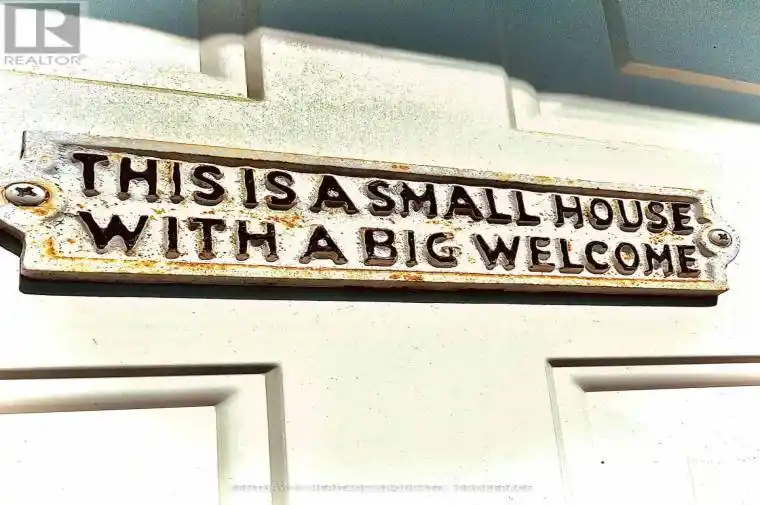 R
REALTOR
THIS IS A SMALL HOUSE
WITH A BIG WELCOME